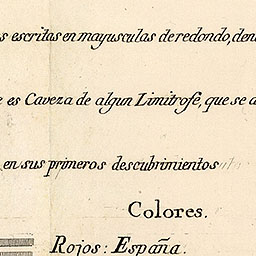 s escritas en mayusculas de redondo, den
e es Caveza de algun Limitrofe, que se d
en sus primeros descubrimientos
Colores.
Rojos: España.